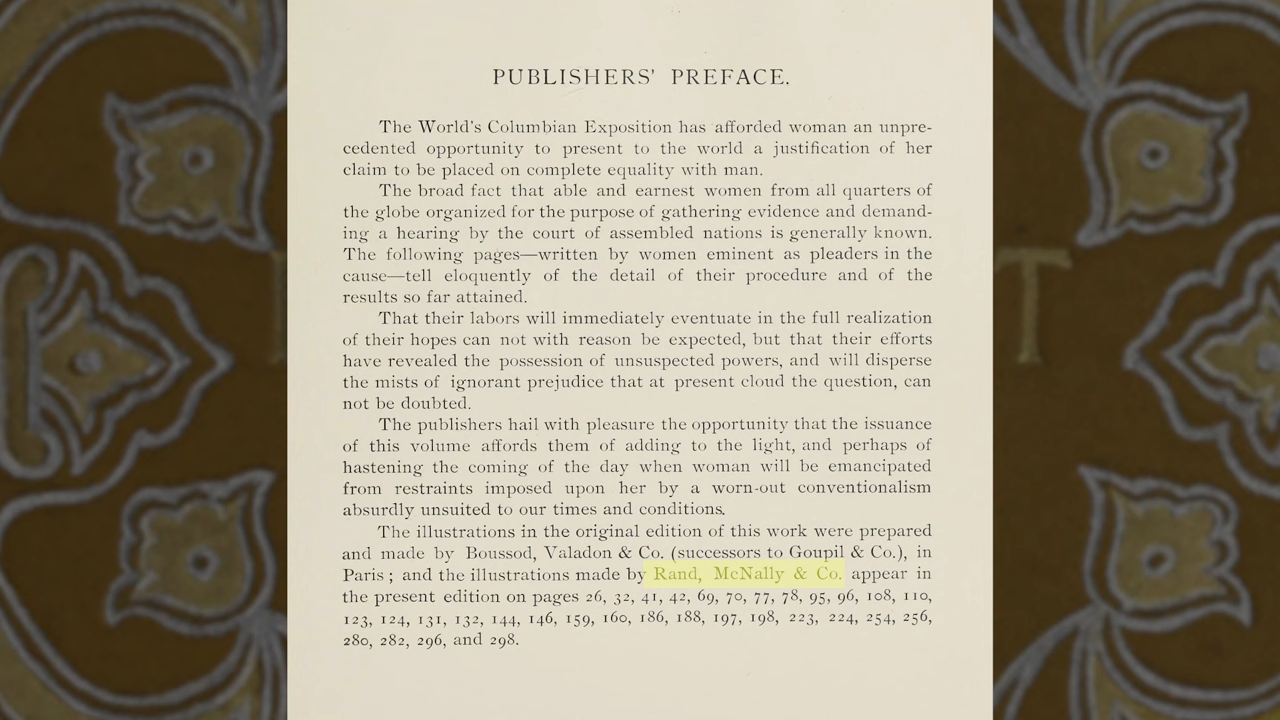 PUBLISHERS' PREFACE.
The World's Columbian Exposition has afforded woman an unpre-
cedented opportunity to present to the world a justification of her
claim to be placed on complete equality with man.
The broad fact that able and earnest women from all quarters of
the globe organized for the purpose of gathering evidence and demand-
ing a hearing by the court of assembled nations is generally known.
The following pages—written by women eminent as pleaders in the
cause—tell eloquently of the detail of their procedure and of the
results so far attained.
That their labors will immediately eventuate in the full realization
of their hopes can not with reason be expected, but that their efforts
have revealed the possession of unsuspected powers, and will disperse
the mists of ignorant prejudice that at present cloud the question, can
not be doubted.
The publishers hail with pleasure the opportunity that the issuance
of this volume affords them of adding to the light, and perhaps of
hastening the coming of the day when woman will be emancipated
from restraints imposed upon her by a worn-out conventionalism
absurdly unsuited to our times and conditions.
The illustrations in the original edition of this work were prepared
and made by Boussod, Valadon & Co. (successors to Goupil & Co.), in
Paris ; and the illustrations made by Rand, McNally & Co. appear in
the present edition on pages 26, 32, 41, 42, 69, 70, 77, 78, 95, 96, 108, 110,
123, 124, 131, 132, 144, 146, 159, 160, 186, 188, 197, 198, 223, 224, 254, 256,
280, 282, 296, and 298.
T